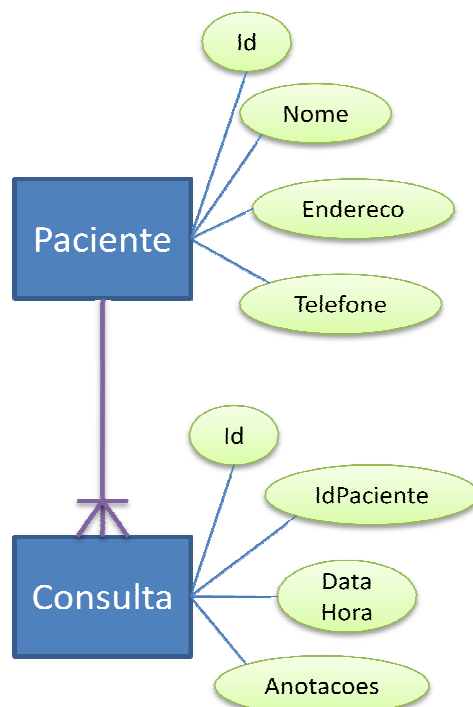 Id
Nome
Paciente
Endereco
Telefone
Id
IdPaciente
Consulta
Data
Hora
Anotacoes